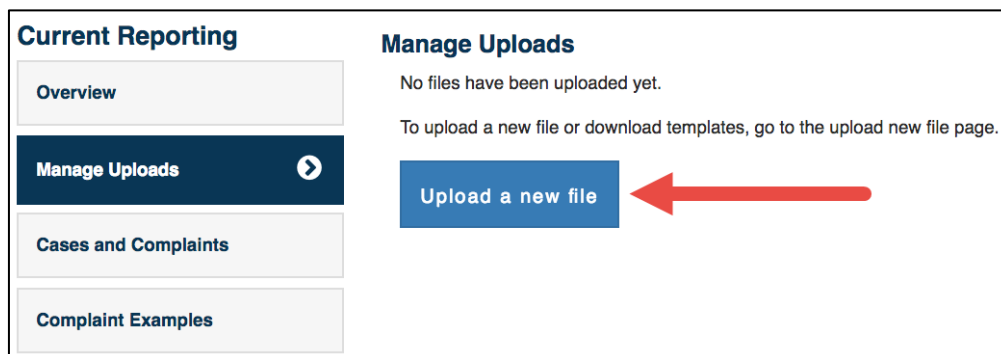 Current Reporting
Overview
Manage Uploads
Cases and Complaints
Complaint Examples
Manage Uploads
No files have been uploaded yet.
To upload a new file or download templates, go to the upload new file page.
Upload a new file